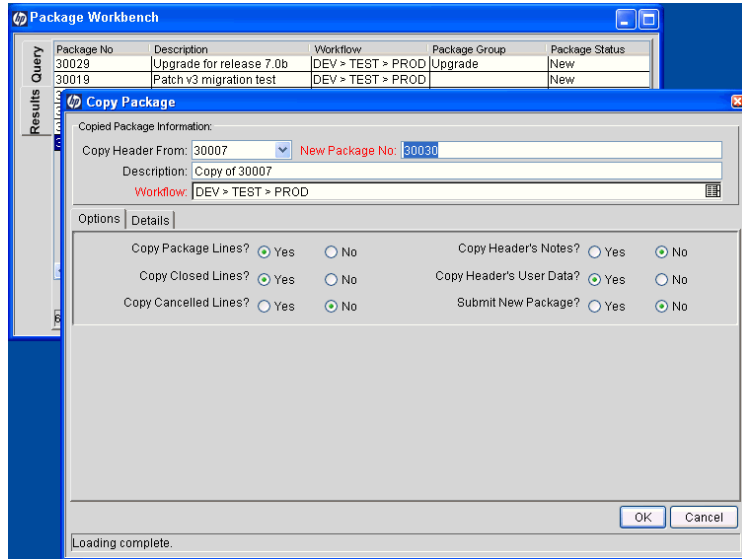 hp Package Workbench
Query
Results
Package No Description Workflow Package Group Package Status
30029 Upgrade for release 7.0b DEV > TEST > PROD Upgrade New
30019 Patch v3 migration test DEV > TEST > PROD New
hp Copy Package
Copied Package Information:
Copy Header From: 30007 New Package No: 30030
Description: Copy of 30007
Workflow: DEV > TEST > PROD
Options Details
Copy Package Lines? Yes No Copy Header's Notes? Yes No
Copy Closed Lines? Yes No Copy Header's User Data? Yes No
Copy Cancelled Lines? Yes No Submit New Package? Yes No
OK Cancel
Loading complete.